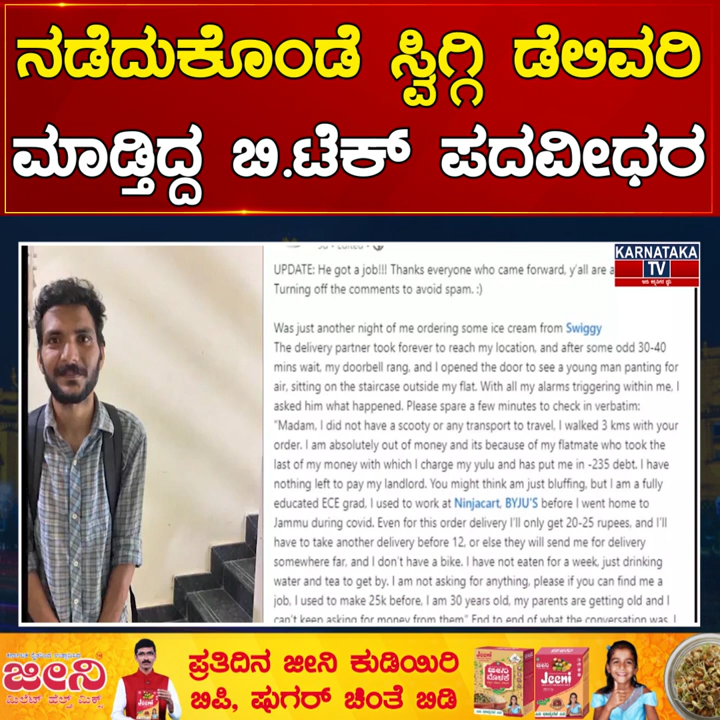 ನಡೆದುಕೊಂಡೆ ಸ್ವಿಗ್ಗಿ ಡೆಲಿವರಿ
ಮಾಡ್ತಿದ್ದ ಬಿ.ಟೆಕ್ ಪದವೀಧರ
KARNATAKA
TV
UPDATE: He got a job!!! Thanks everyone who came forward, y'all are a
Turning off the comments to avoid spam. :)
Was just another night of me ordering some ice cream from Swiggy
The delivery partner took forever to reach my location, and after some odd 30-40
mins wait, my doorbell rang, and I opened the door to see a young man panting for
air, sitting on the staircase outside my flat. With all my alarms triggering within me, I
asked him what happened. Please spare a few minutes to check in verbatim:
"Madam, I did not have a scooty or any transport to travel, I walked 3 kms with your
order. I am absolutely out of money and its because of my flatmate who took the
last of my money with which I charge my yulu and has put me in -235 debt. I have
nothing left to pay my landlord. You might think am just bluffing, but I am a fully
educated ECE grad, I used to work at Ninjacart, BYJU'S before I went home to
Jammu during covid. Even for this order delivery I'll only get 20-25 rupees, and I'll
have to take another delivery before 12, or else they will send me for delivery
somewhere far, and I don't have a bike. I have not eaten for a week, just drinking
water and tea to get by. I am not asking for anything, please if you can find me a
job, I used to make 25k before, I am 30 years old, my parents are getting old and I
can't keep asking for money from them" End to end of what the conversation was. I
ಜೀನಿ
ಮಿಲೆಟ್ ಹೆಲ್ತ್ ಮಿಕ್ಸ್
ಪ್ರತಿದಿನ ಜೀನಿ ಕುಡಿಯಿರಿ
ಬಿಪಿ, ಷುಗರ್ ಚಿಂತೆ ಬಿಡಿ
Jeeni
Jeeni